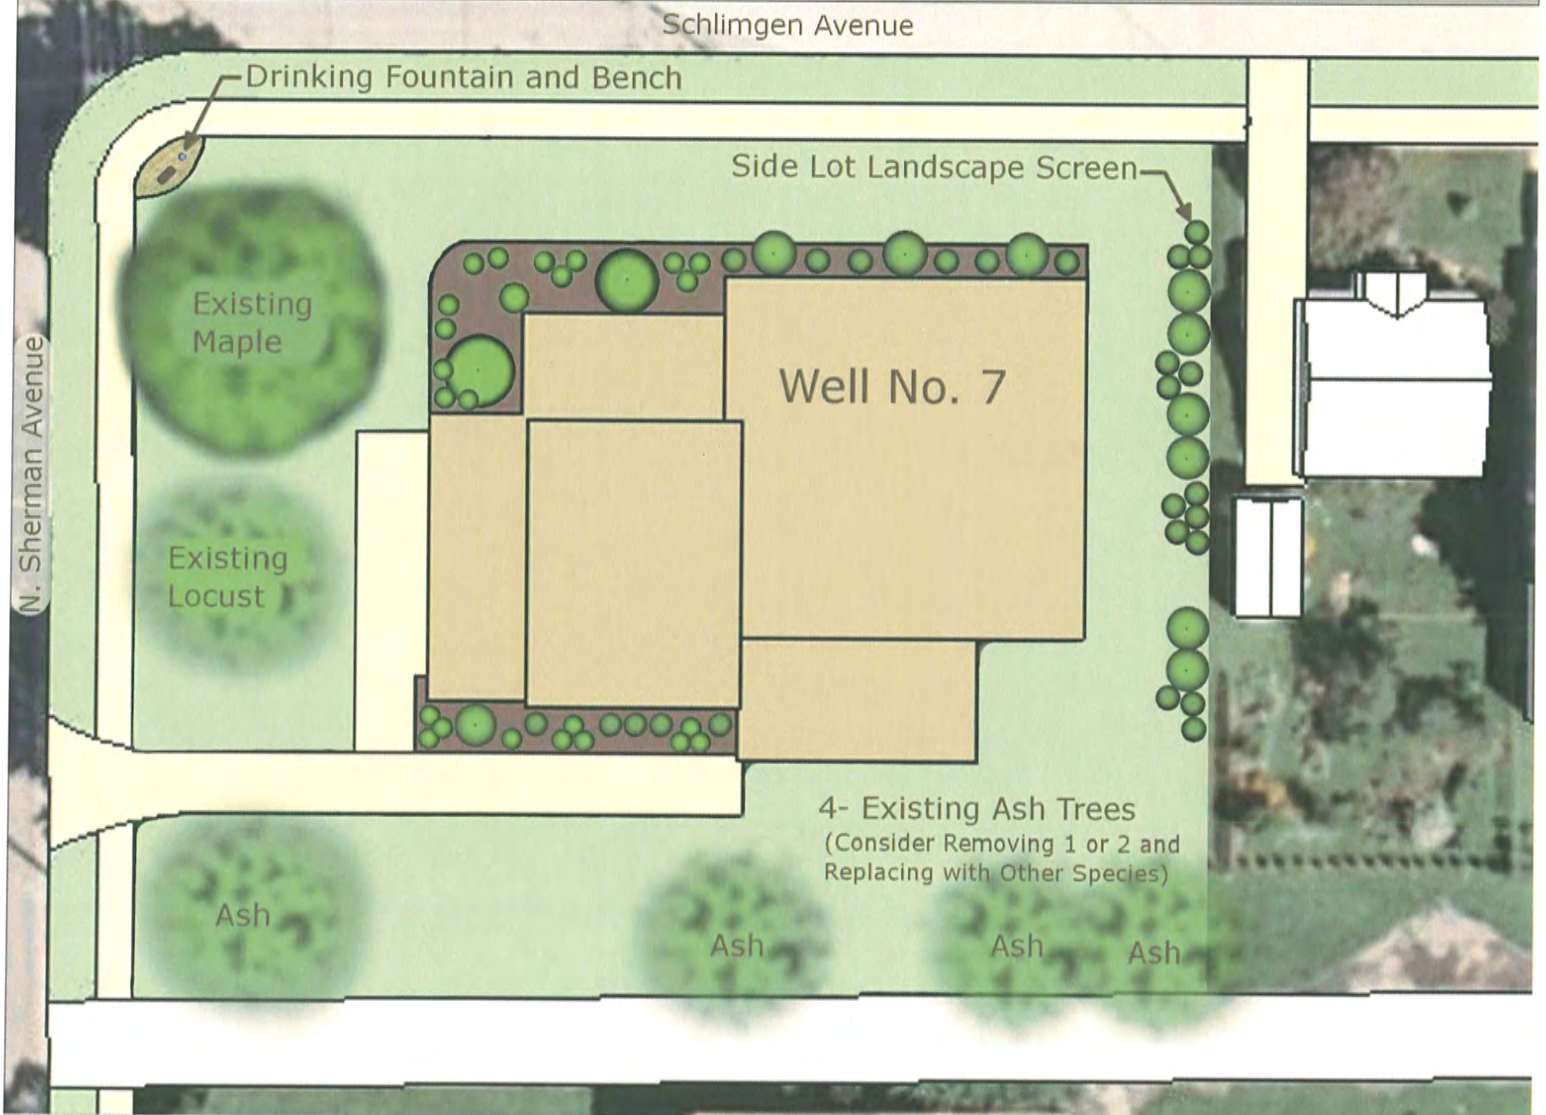 Schlimgen Avenue
Drinking Fountain and Bench
Side Lot Landscape Screen
Existing
Maple
Well No. 7
N. Sherman Avenue
Existing
Locust
4- Existing Ash Trees
(Consider Removing 1 or 2 and
Replacing with Other Species)
Ash
Ash
Ash
Ash